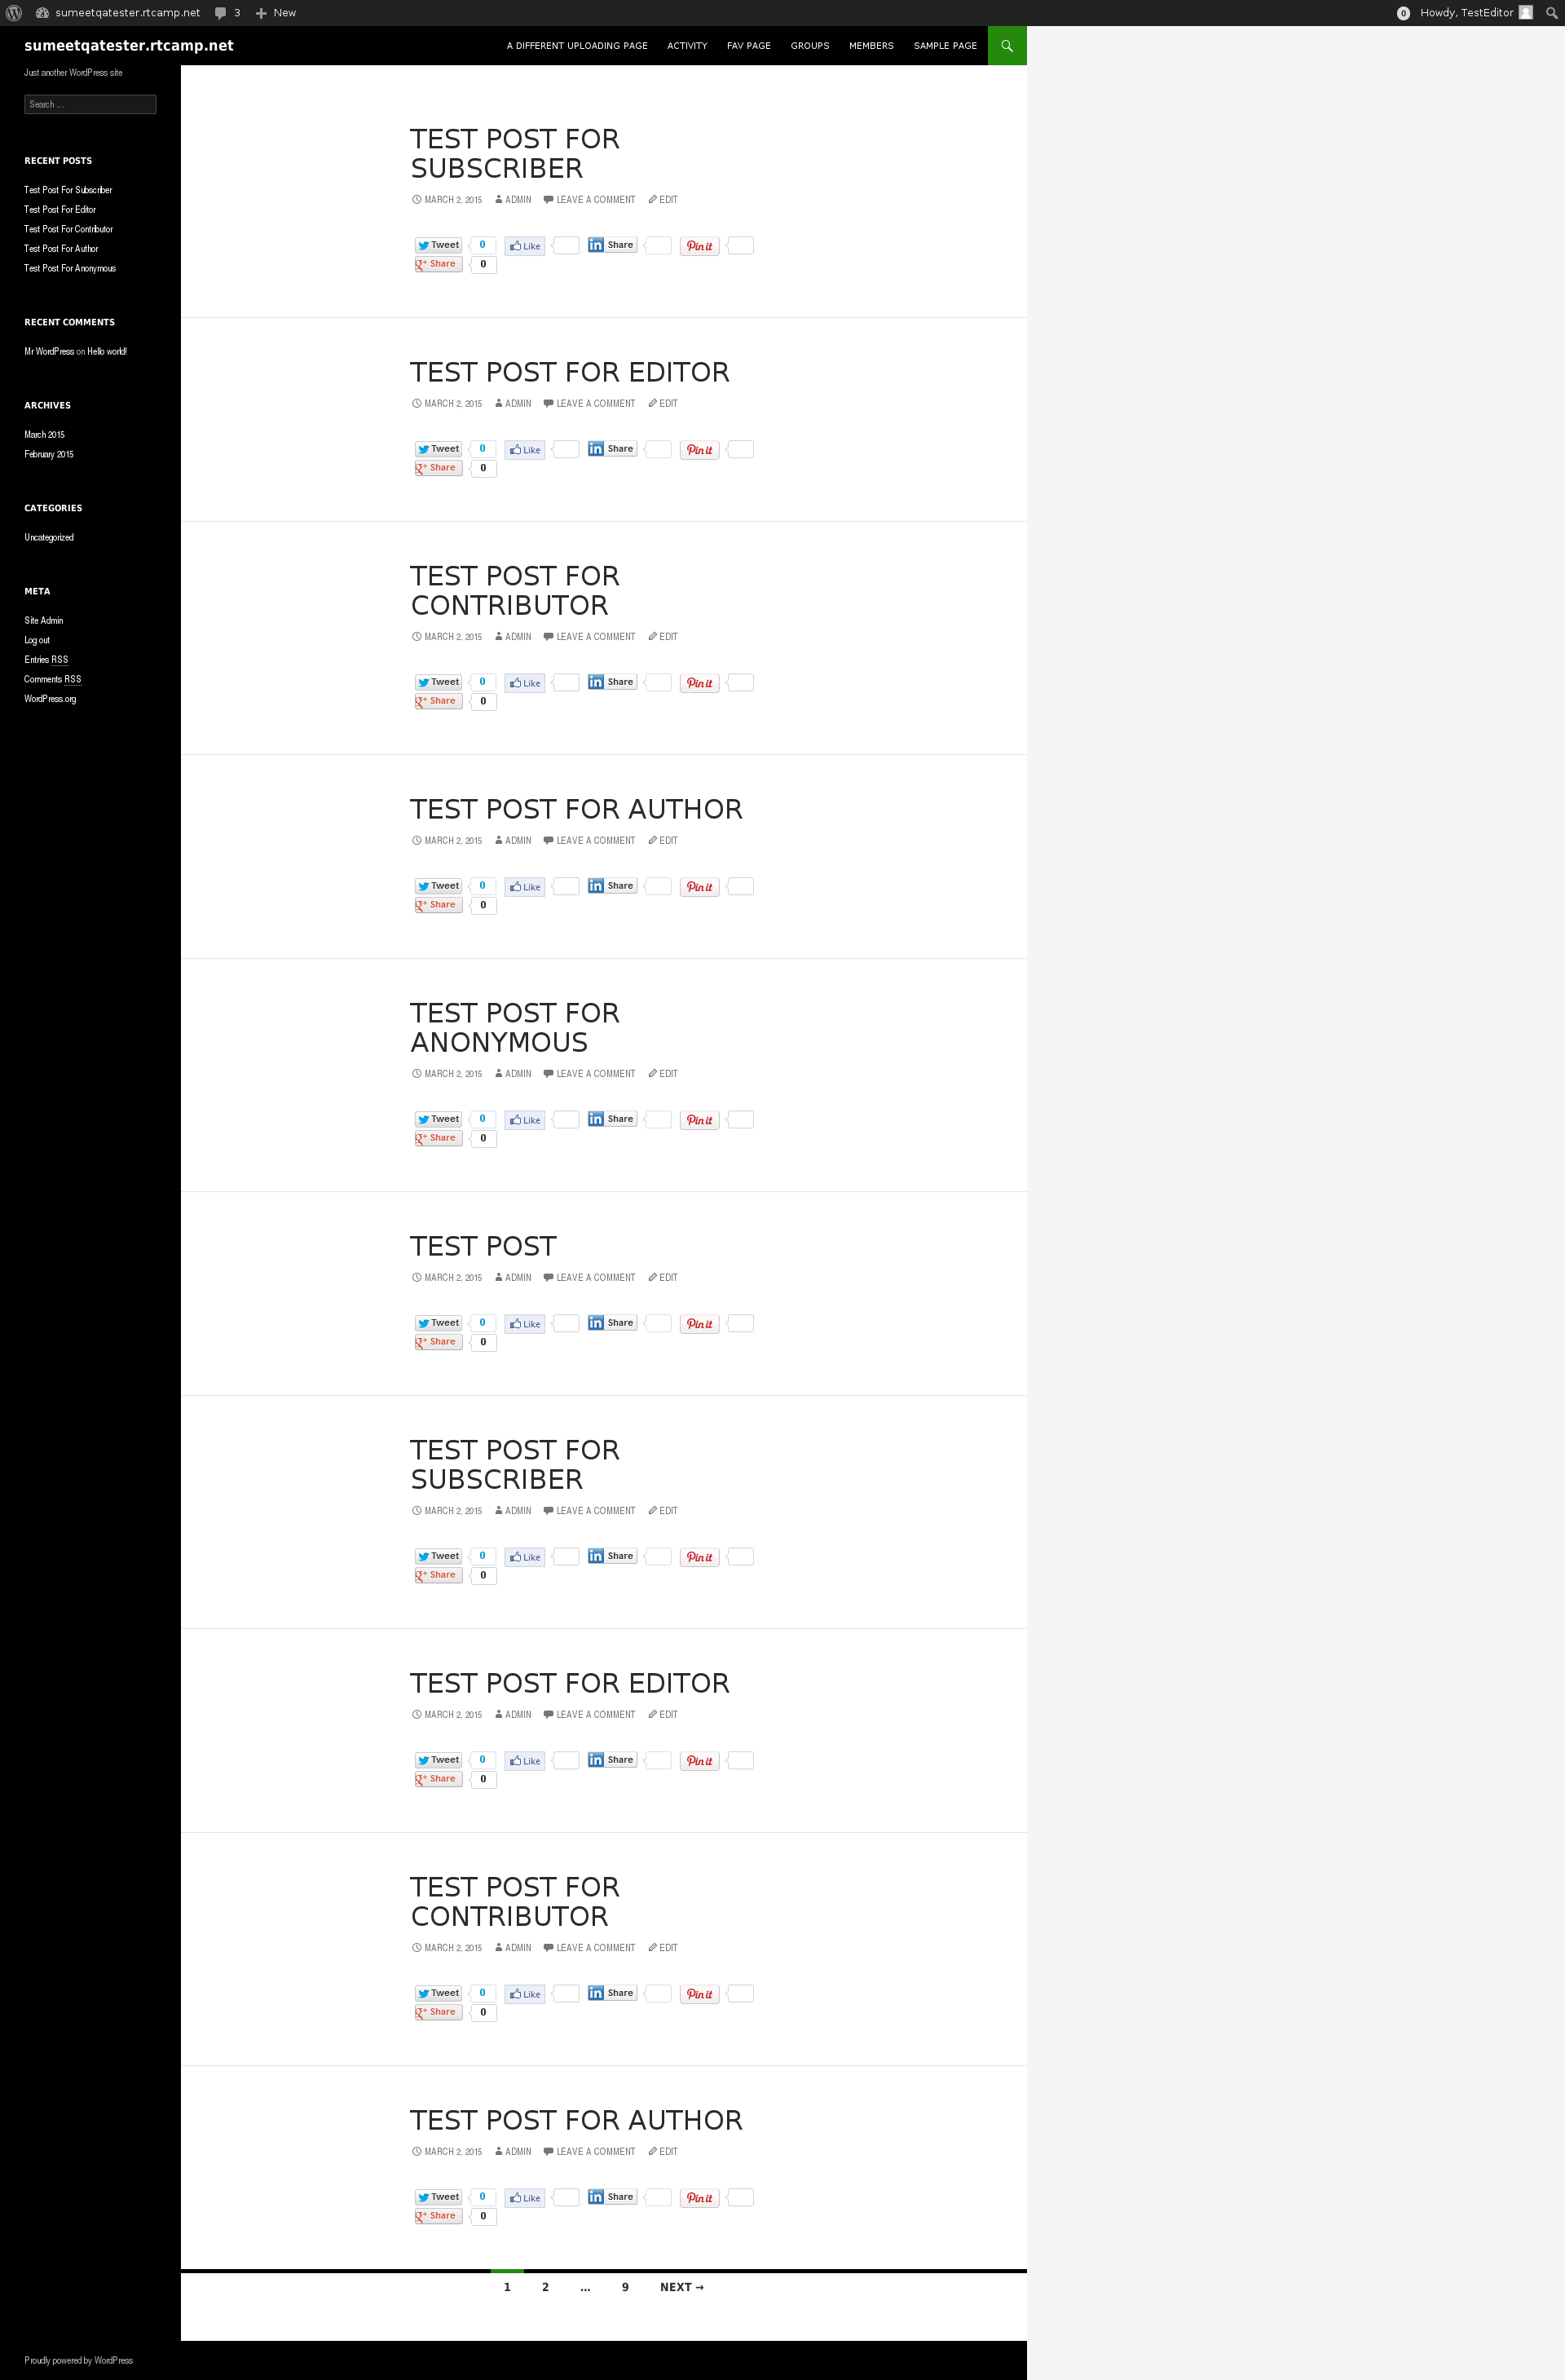 sumeetqatester.rtcamp.net 3 New 0 Howdy, TestEditor
sumeetqatester.rtcamp.net
A DIFFERENT UPLOADING PAGE ACTIVITY FAV PAGE GROUPS MEMBERS SAMPLE PAGE
Just another WordPress site
Search ...
RECENT POSTS
Test Post For Subscriber
Test Post For Editor
Test Post For Contributor
Test Post For Author
Test Post For Anonymous
RECENT COMMENTS
Mr WordPress on Hello world!
ARCHIVES
March 2015
February 2015
CATEGORIES
Uncategorized
META
Site Admin
Log out
Entries RSS
Comments RSS
WordPress.org
TEST POST FOR
SUBSCRIBER
MARCH 2, 2015 ADMIN LEAVE A COMMENT EDIT
Tweet 0 Like Share Pin it
g+ Share 0
TEST POST FOR EDITOR
MARCH 2, 2015 ADMIN LEAVE A COMMENT EDIT
Tweet 0 Like Share Pin it
g+ Share 0
TEST POST FOR
CONTRIBUTOR
MARCH 2, 2015 ADMIN LEAVE A COMMENT EDIT
Tweet 0 Like Share Pin it
g+ Share 0
TEST POST FOR AUTHOR
MARCH 2, 2015 ADMIN LEAVE A COMMENT EDIT
Tweet 0 Like Share Pin it
g+ Share 0
TEST POST FOR
ANONYMOUS
MARCH 2, 2015 ADMIN LEAVE A COMMENT EDIT
Tweet 0 Like Share Pin it
g+ Share 0
TEST POST
MARCH 2, 2015 ADMIN LEAVE A COMMENT EDIT
Tweet 0 Like Share Pin it
g+ Share 0
TEST POST FOR
SUBSCRIBER
MARCH 2, 2015 ADMIN LEAVE A COMMENT EDIT
Tweet 0 Like Share Pin it
g+ Share 0
TEST POST FOR EDITOR
MARCH 2, 2015 ADMIN LEAVE A COMMENT EDIT
Tweet 0 Like Share Pin it
g+ Share 0
TEST POST FOR
CONTRIBUTOR
MARCH 2, 2015 ADMIN LEAVE A COMMENT EDIT
Tweet 0 Like Share Pin it
g+ Share 0
TEST POST FOR AUTHOR
MARCH 2, 2015 ADMIN LEAVE A COMMENT EDIT
Tweet 0 Like Share Pin it
g+ Share 0
1 2 … 9 NEXT →
Proudly powered by WordPress